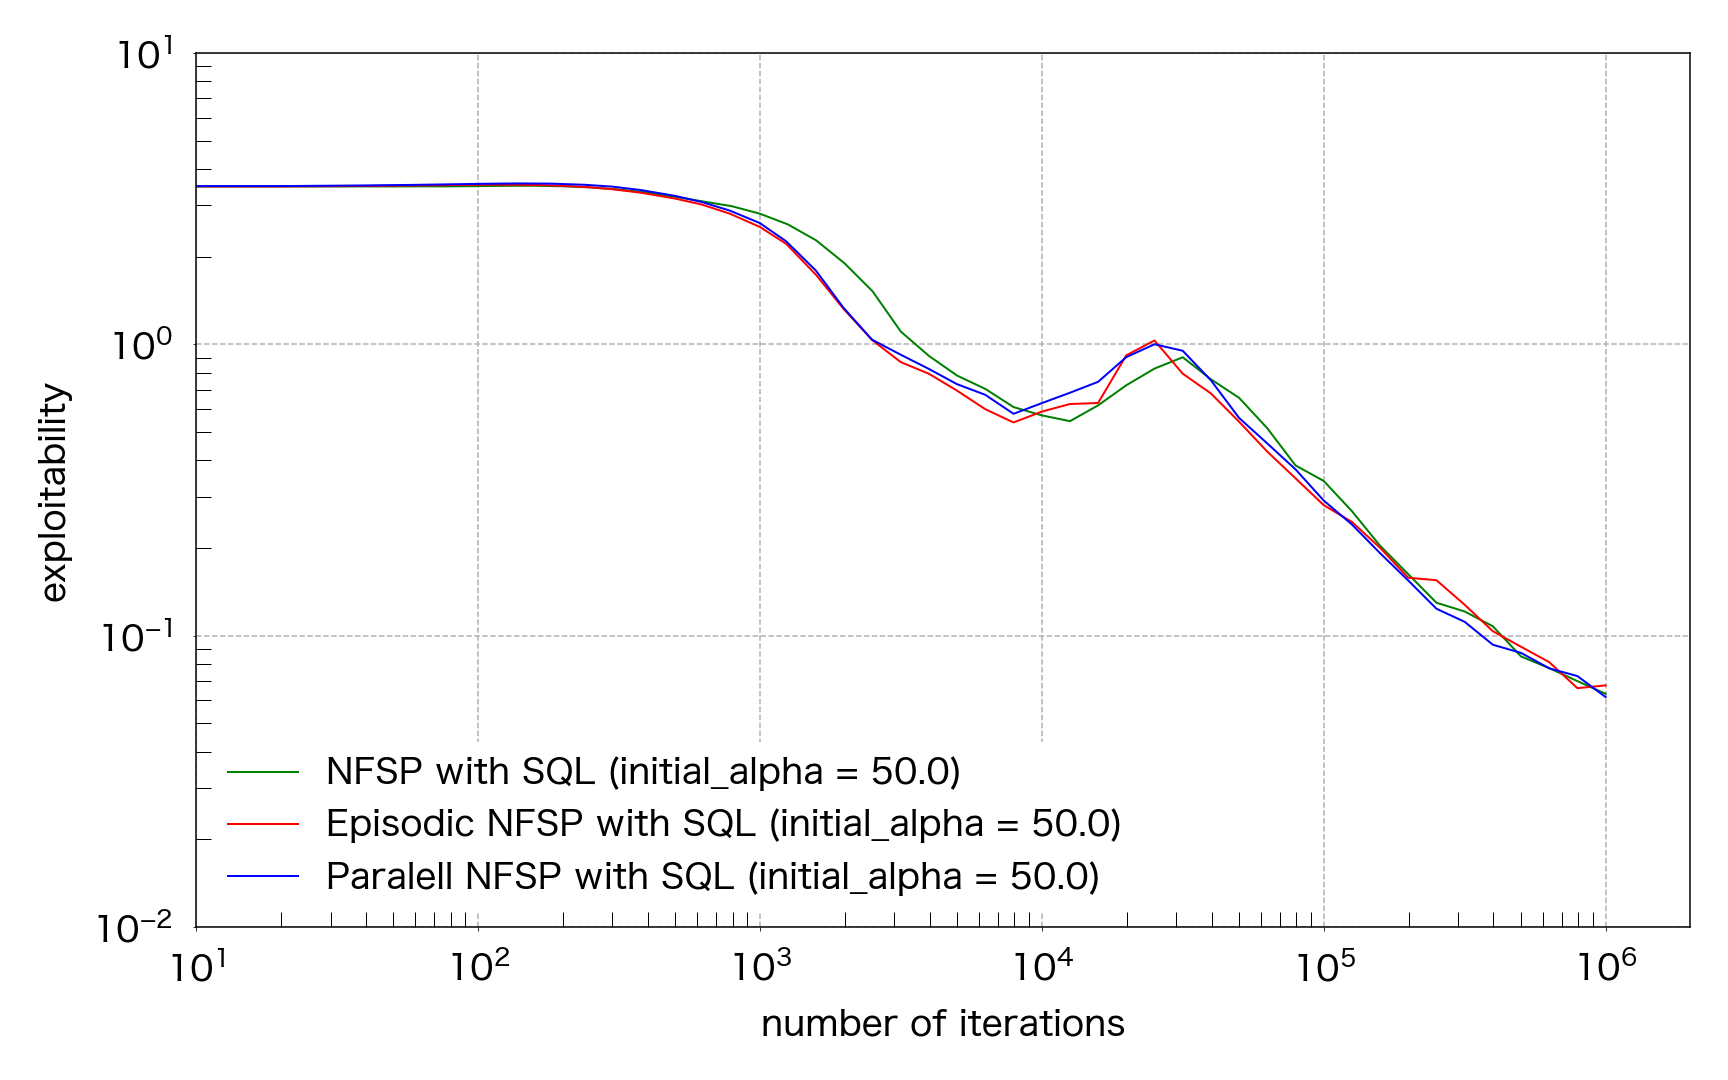 10¹
10⁰
10⁻¹
10⁻²
exploitability
NFSP with SQL (initial_alpha = 50.0)
Episodic NFSP with SQL (initial_alpha = 50.0)
Paralell NFSP with SQL (initial_alpha = 50.0)
10¹ 10² 10³ 10⁴ 10⁵ 10⁶
number of iterations